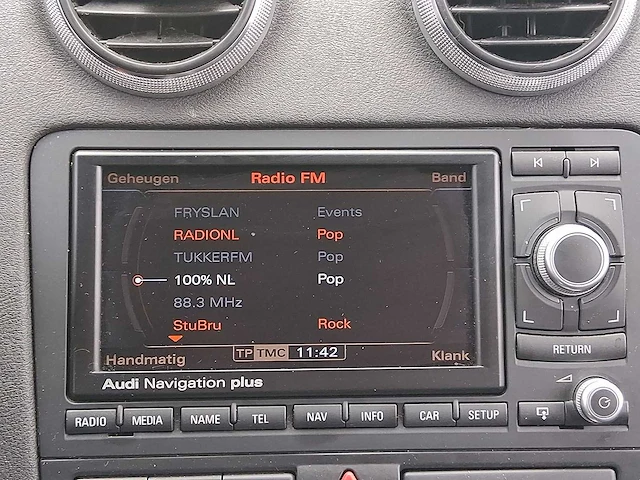 Geheugen Radio FM Band
FRYSLAN Events
RADIONL Pop
TUKKERFM Pop
100% NL Pop
88.3 MHz
StuBru Rock
Handmatig TP TMC 11:42 Klank
Audi Navigation plus
RETURN
RADIO MEDIA NAME TEL NAV INFO CAR SETUP